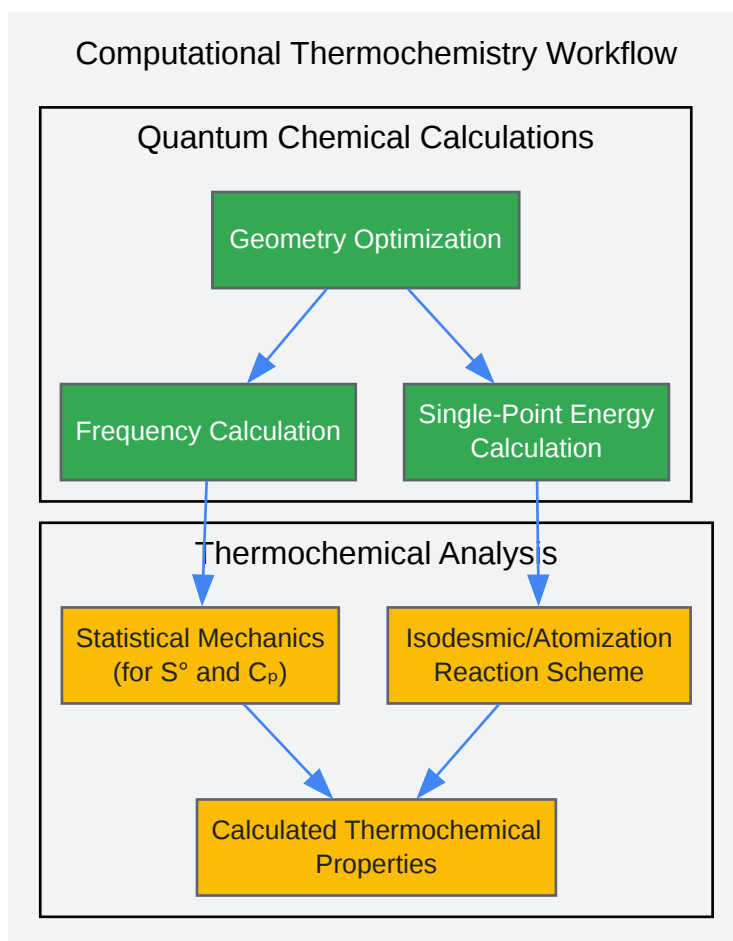 Computational Thermochemistry Workflow
Quantum Chemical Calculations
Geometry Optimization
Frequency Calculation
Single-Point Energy
Calculation
Thermochemical Analysis
Statistical Mechanics
(for S° and Cₚ)
Isodesmic/Atomization
Reaction Scheme
Calculated Thermochemical
Properties